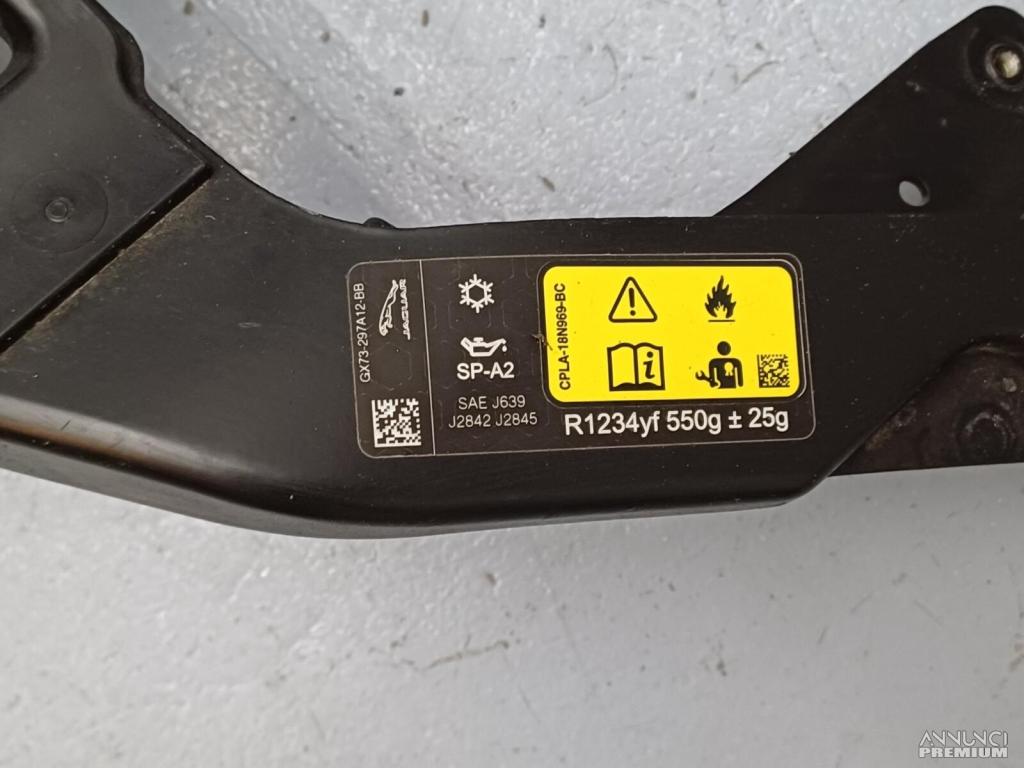 GX73-297A12-BB
JAGUAR
SP-A2
SAE J639
J2842 J2845
CPLA-18N969-BC
R1234yf 550g ± 25g
ANNUNCI
PREMIUM